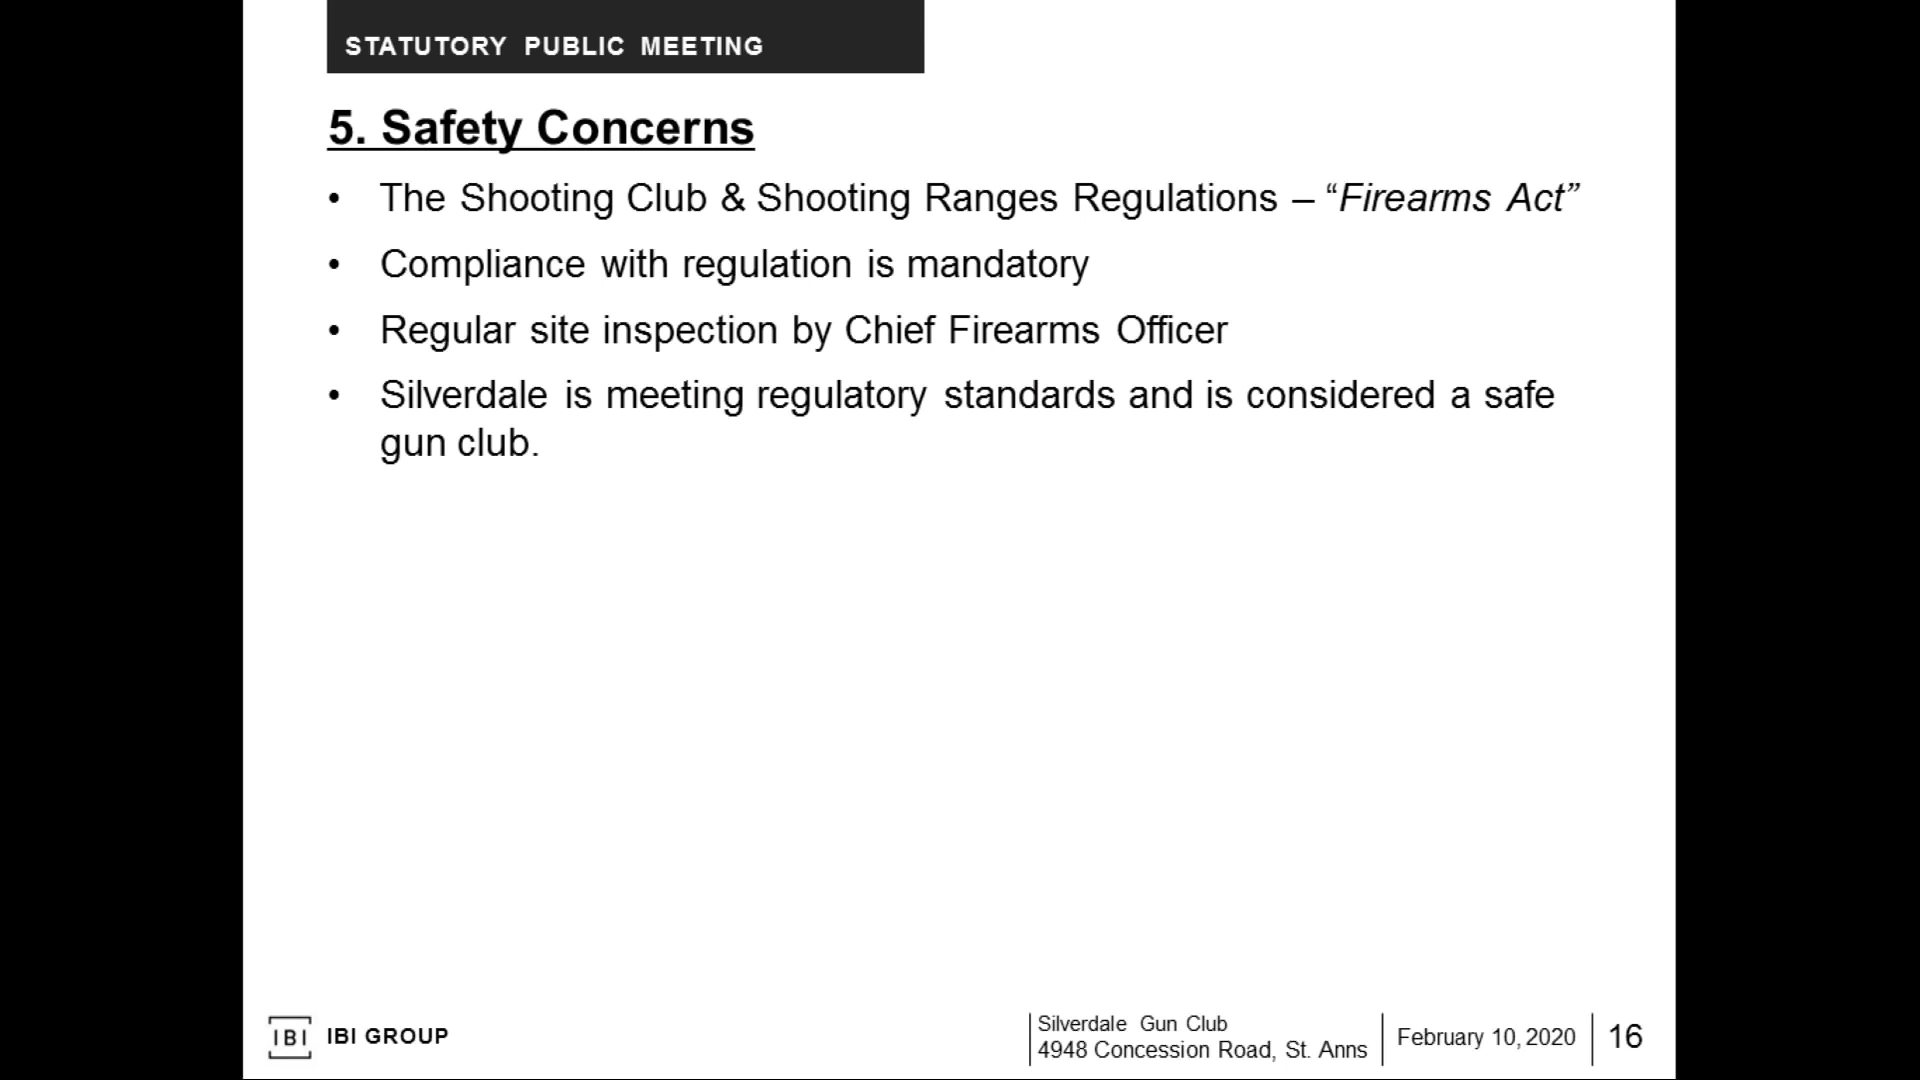 STATUTORY PUBLIC MEETING
5. Safety Concerns
• The Shooting Club & Shooting Ranges Regulations – “Firearms Act”
• Compliance with regulation is mandatory
• Regular site inspection by Chief Firearms Officer
• Silverdale is meeting regulatory standards and is considered a safe
gun club.
IBI IBI GROUP
Silverdale Gun Club
4948 Concession Road, St. Anns
February 10, 2020
16